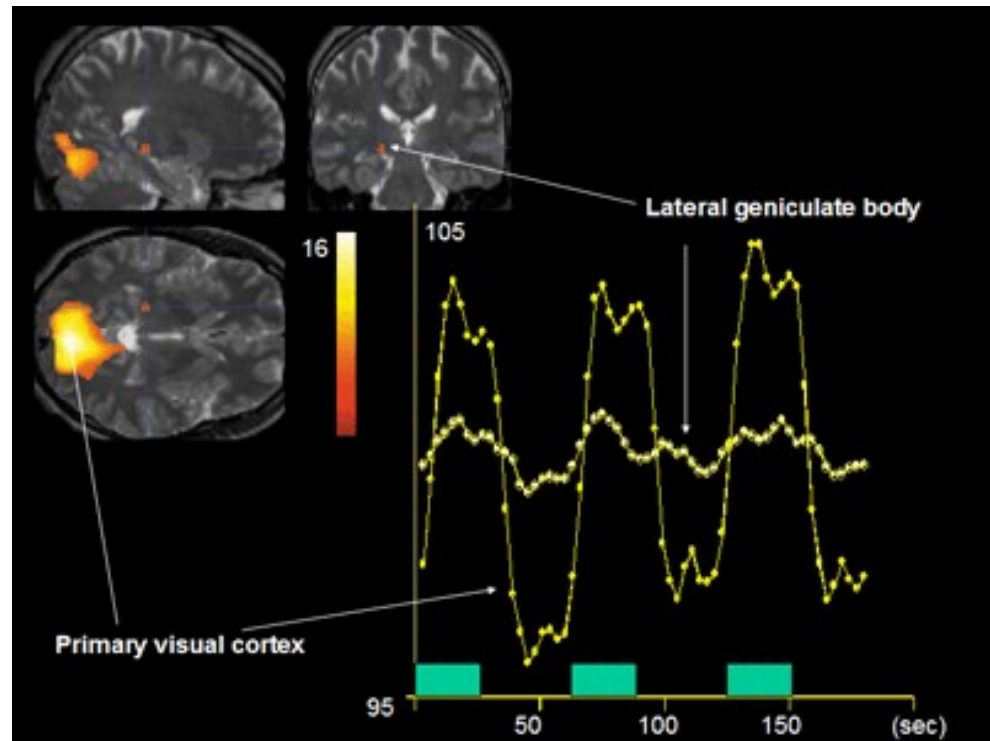 Lateral geniculate body
16
105
Primary visual cortex
95
50 100 150 (sec)